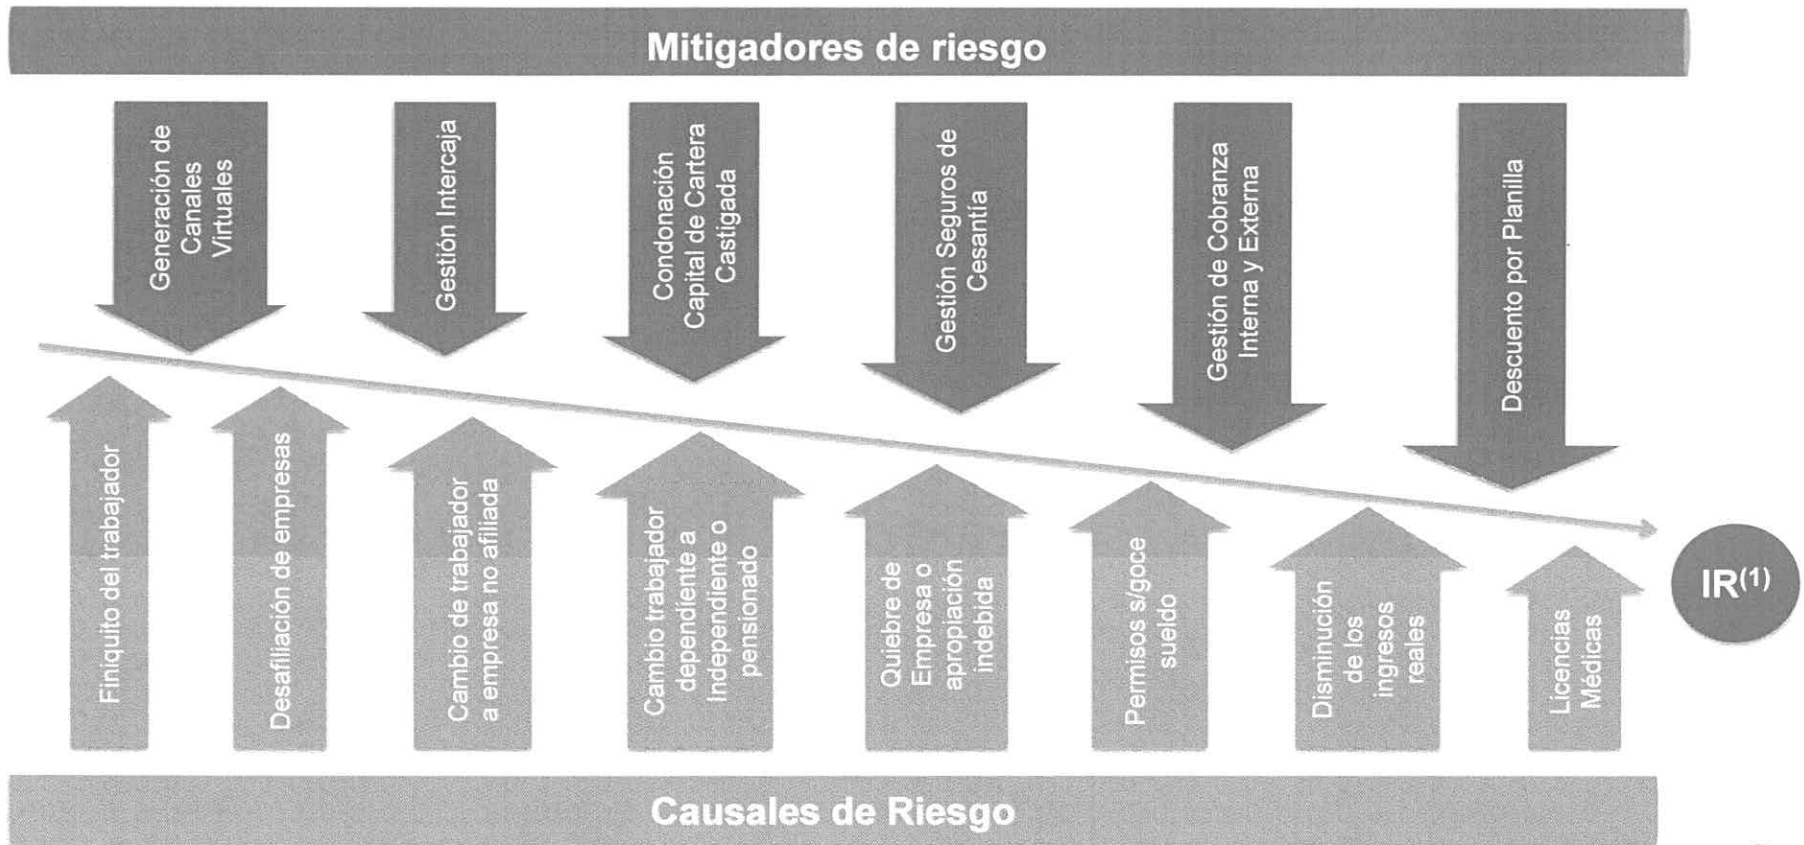 Mitigadores de riesgo
Generación de
Canales
Virtuales
Gestión Intercaja
Condonación
Capital de Cartera
Castigada
Gestión Seguros de
Cesantía
Gestión de Cobranza
Interna y Externa
Descuento por Planilla
Finiquito del trabajador
Desafiliación de empresas
Cambio de trabajador
a empresa no afiliada
Cambio trabajador
dependiente a
Independiente o
pensionado
Quiebre de
Empresa o
apropiación
indebida
Permisos s/goce
sueldo
Disminución
de los
ingresos
reales
Licencias
Médicas
IR(1)
Causales de Riesgo